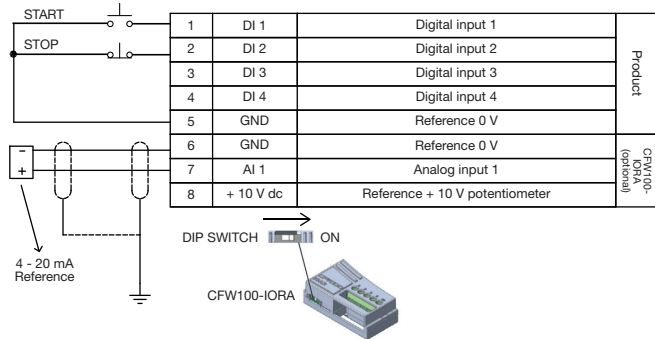 START
STOP
1 DI 1 Digital input 1
2 DI 2 Digital input 2
3 DI 3 Digital input 3
4 DI 4 Digital input 4
5 GND Reference 0 V
Product
6 GND Reference 0 V
7 AI 1 Analog input 1
8 + 10 V dc Reference + 10 V potentiometer
CFW100-
IORA
(optional)
-
+
4 - 20 mA
Reference
DIP SWITCH ON
CFW100-IORA